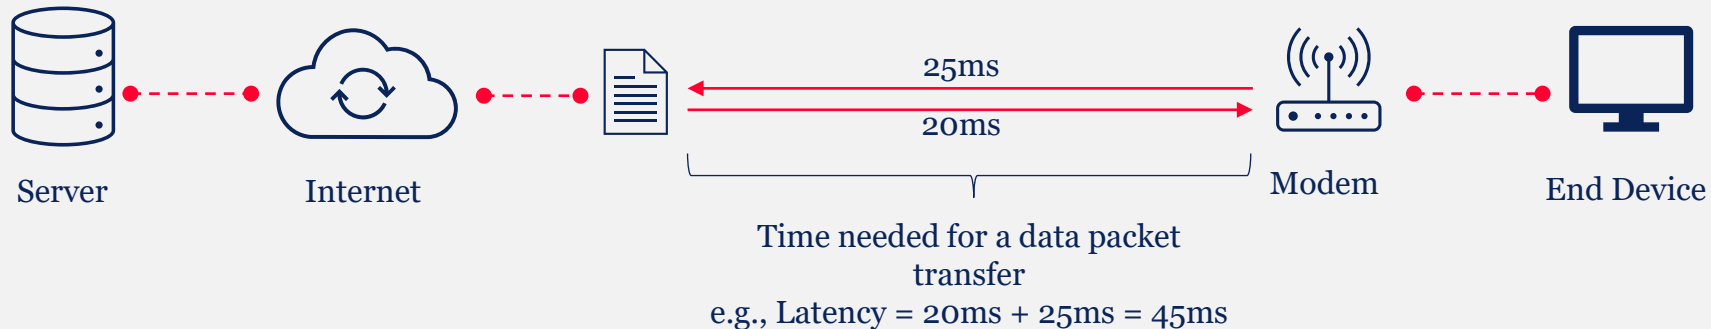 25ms
20ms
Server
Internet
Modem
End Device
Time needed for a data packet
transfer
e.g., Latency = 20ms + 25ms = 45ms